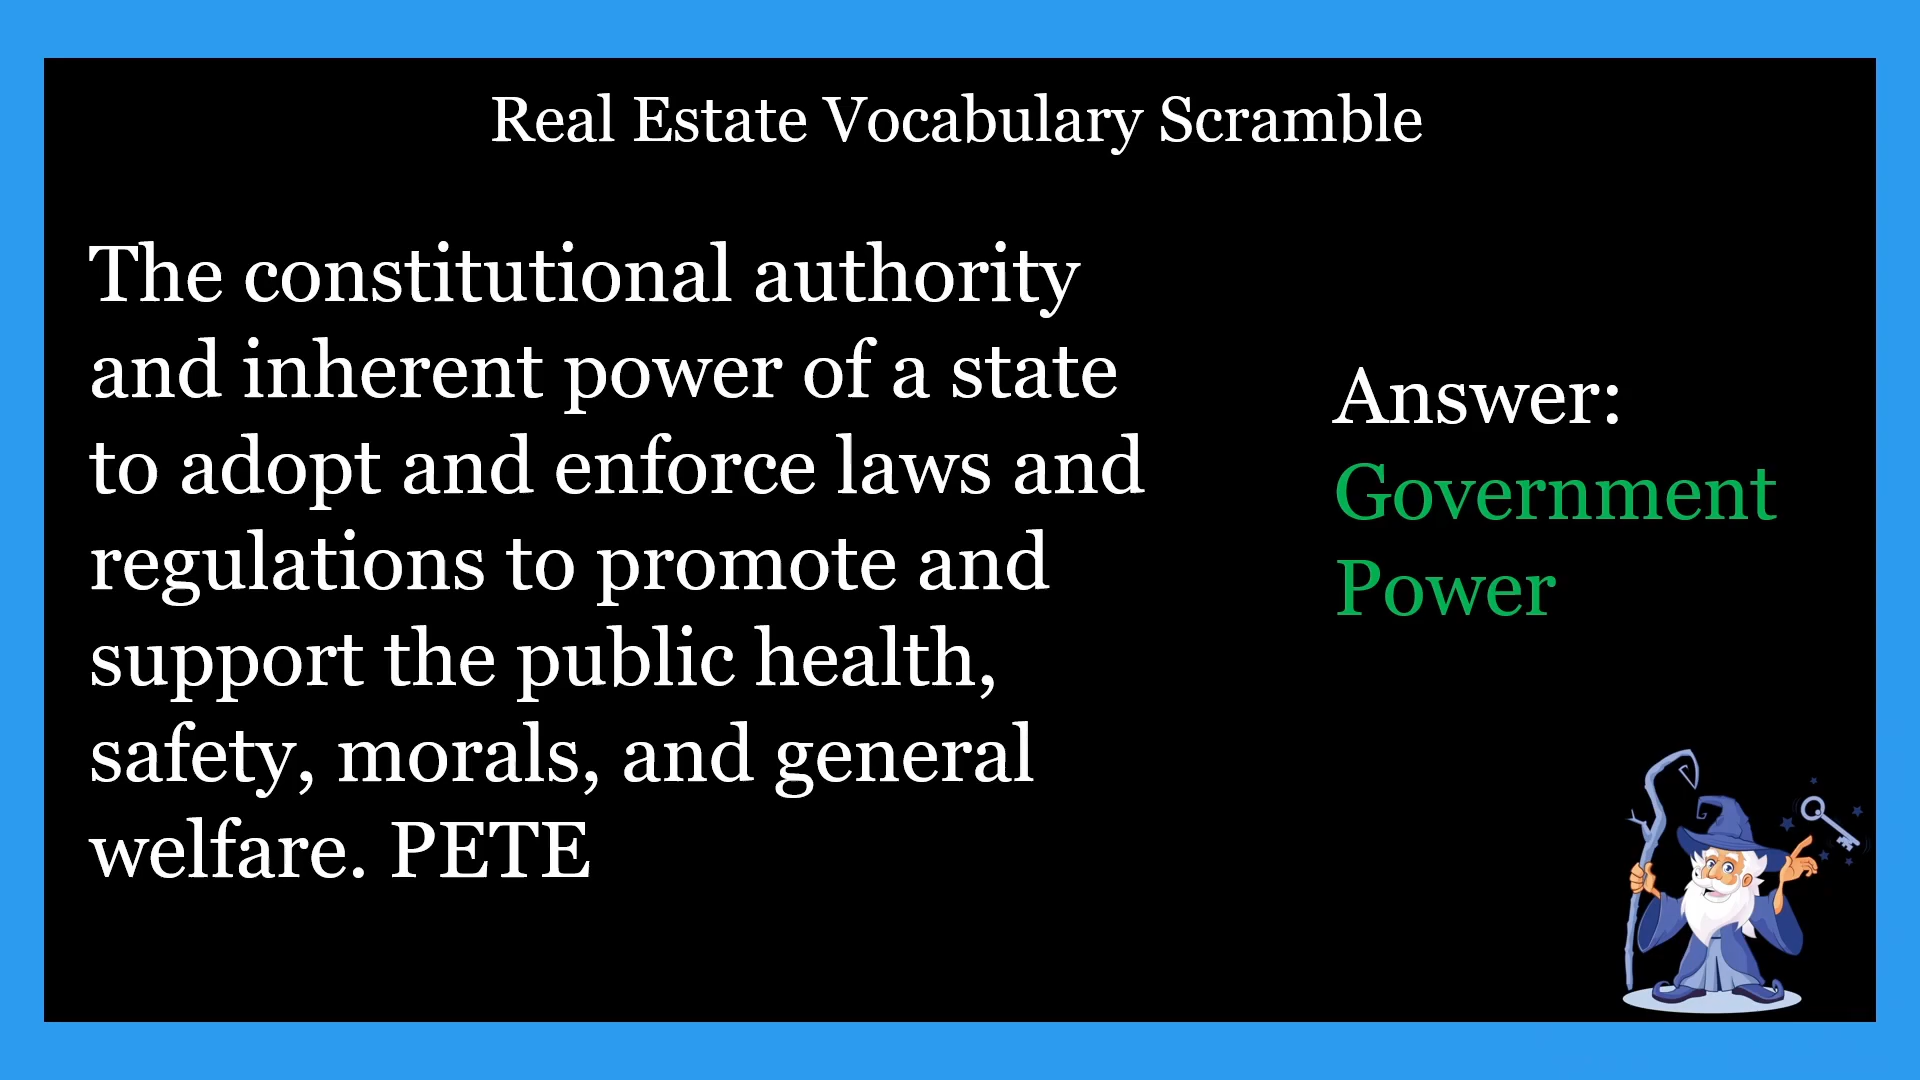 Real Estate Vocabulary Scramble
The constitutional authority
and inherent power of a state
to adopt and enforce laws and
regulations to promote and
support the public health,
safety, morals, and general
welfare. PETE
Answer:
Government
Power